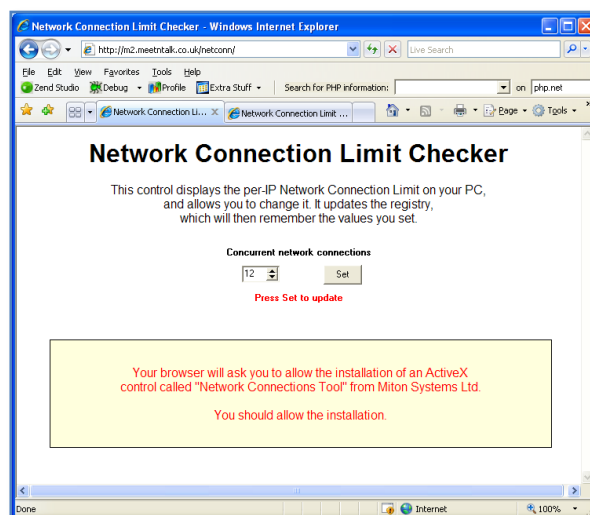 Network Connection Limit Checker - Windows Internet Explorer
http://m2.meetntalk.co.uk/netconn/
Live Search
File Edit View Favorites Tools Help
Zend Studio Debug Profile Extra Stuff Search for PHP information: on php.net
Network Connection Li... X Network Connection Limit ... Page Tools »
Network Connection Limit Checker
This control displays the per-IP Network Connection Limit on your PC,
and allows you to change it. It updates the registry,
which will then remember the values you set.
Concurrent network connections
12 Set
Press Set to update
Your browser will ask you to allow the installation of an ActiveX
control called "Network Connections Tool" from Miton Systems Ltd.
You should allow the installation.
Done Internet 100%